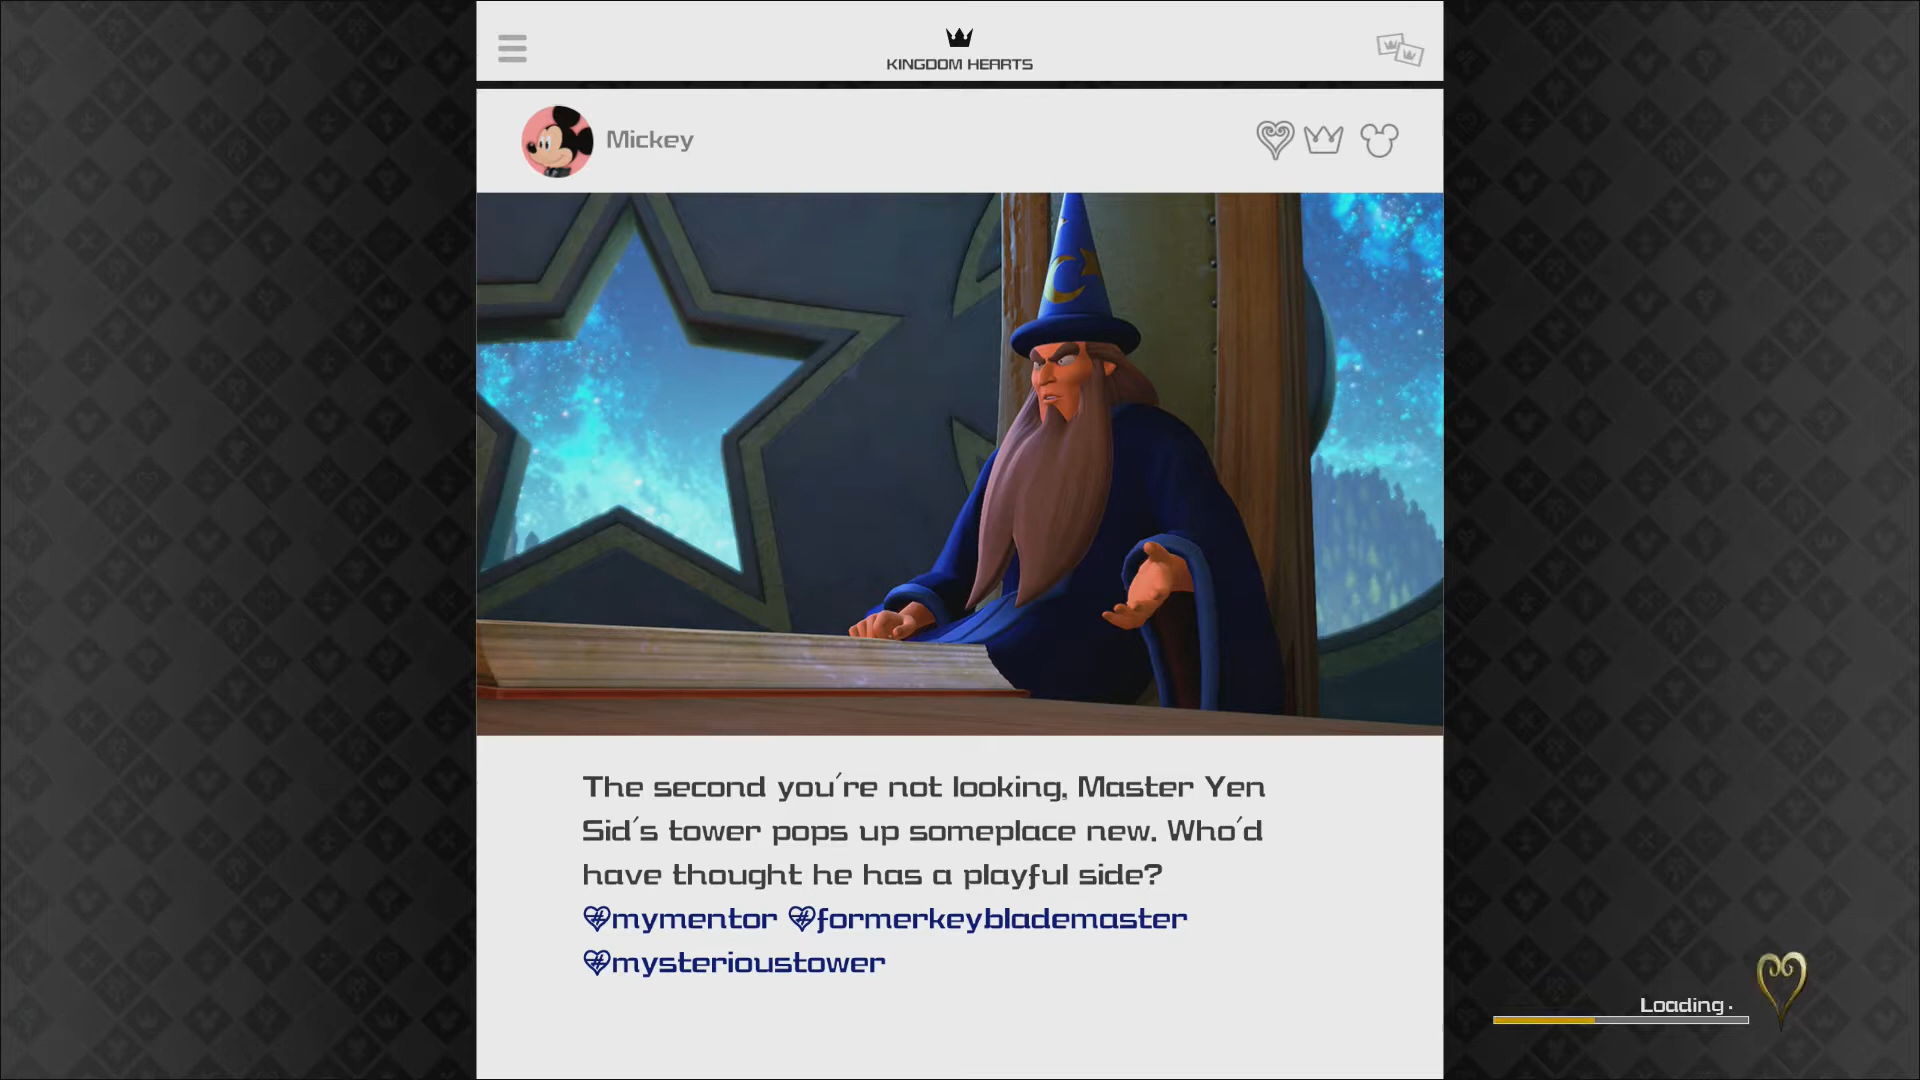 KINGDOM HEARTS
Mickey
The second you're not looking, Master Yen
Sid's tower pops up someplace new. Who'd
have thought he has a playful side?
#mymentor #formerkeyblademaster
#mysterioustower
Loading.